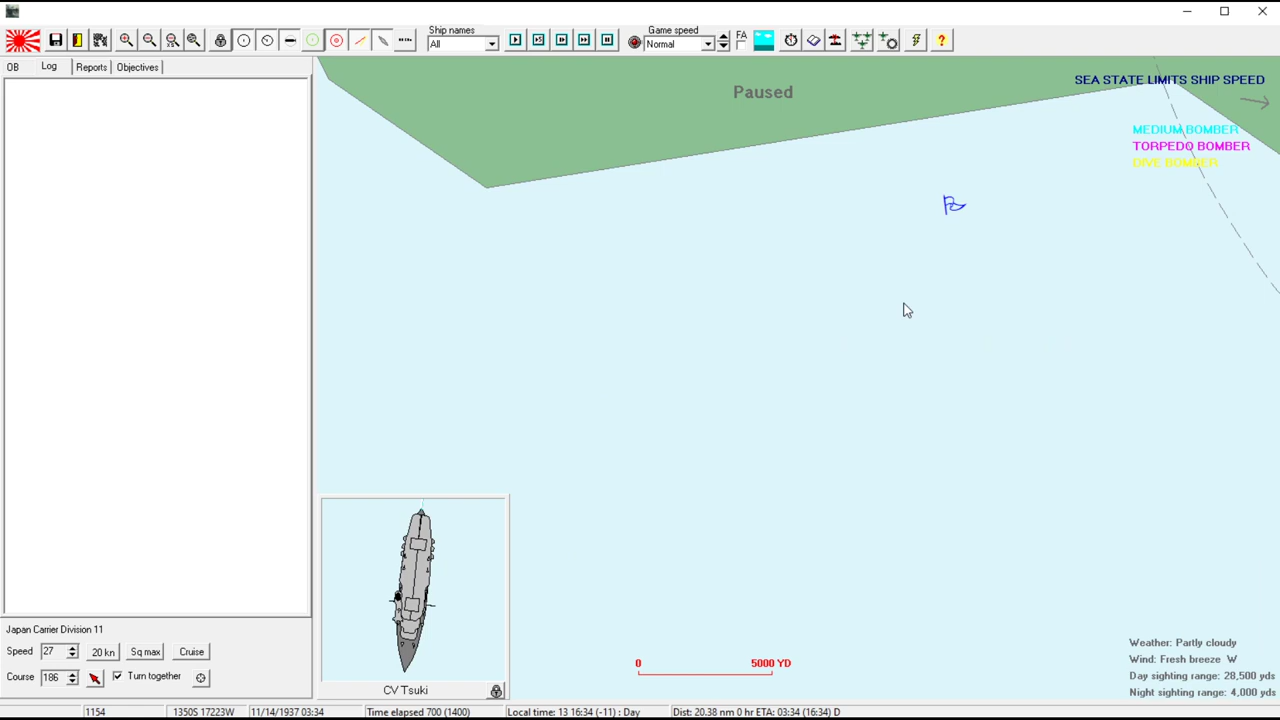 Ship names
Game speed
All
Normal
FA
OB
Log
Reports
Objectives
Paused
SEA STATE LIMITS SHIP SPEED
MEDIUM BOMBER
TORPEDO BOMBER
DIVE BOMBER
Japan Carrier Division 11
Speed 27 20 kn Sq max Cruise
Course 186 Turn together
CV Tsuki
0 5000 YD
Weather: Partly cloudy
Wind: Fresh breeze W
Day sighting range: 28,500 yds
Night sighting range: 4,000 yds
1154 1350S 17223W 11/14/1937 03:34 Time elapsed 700 (1400) Local time: 13 16:34 (-11) : Day Dist: 20.38 nm 0 hr ETA: 03:34 (16:34) D